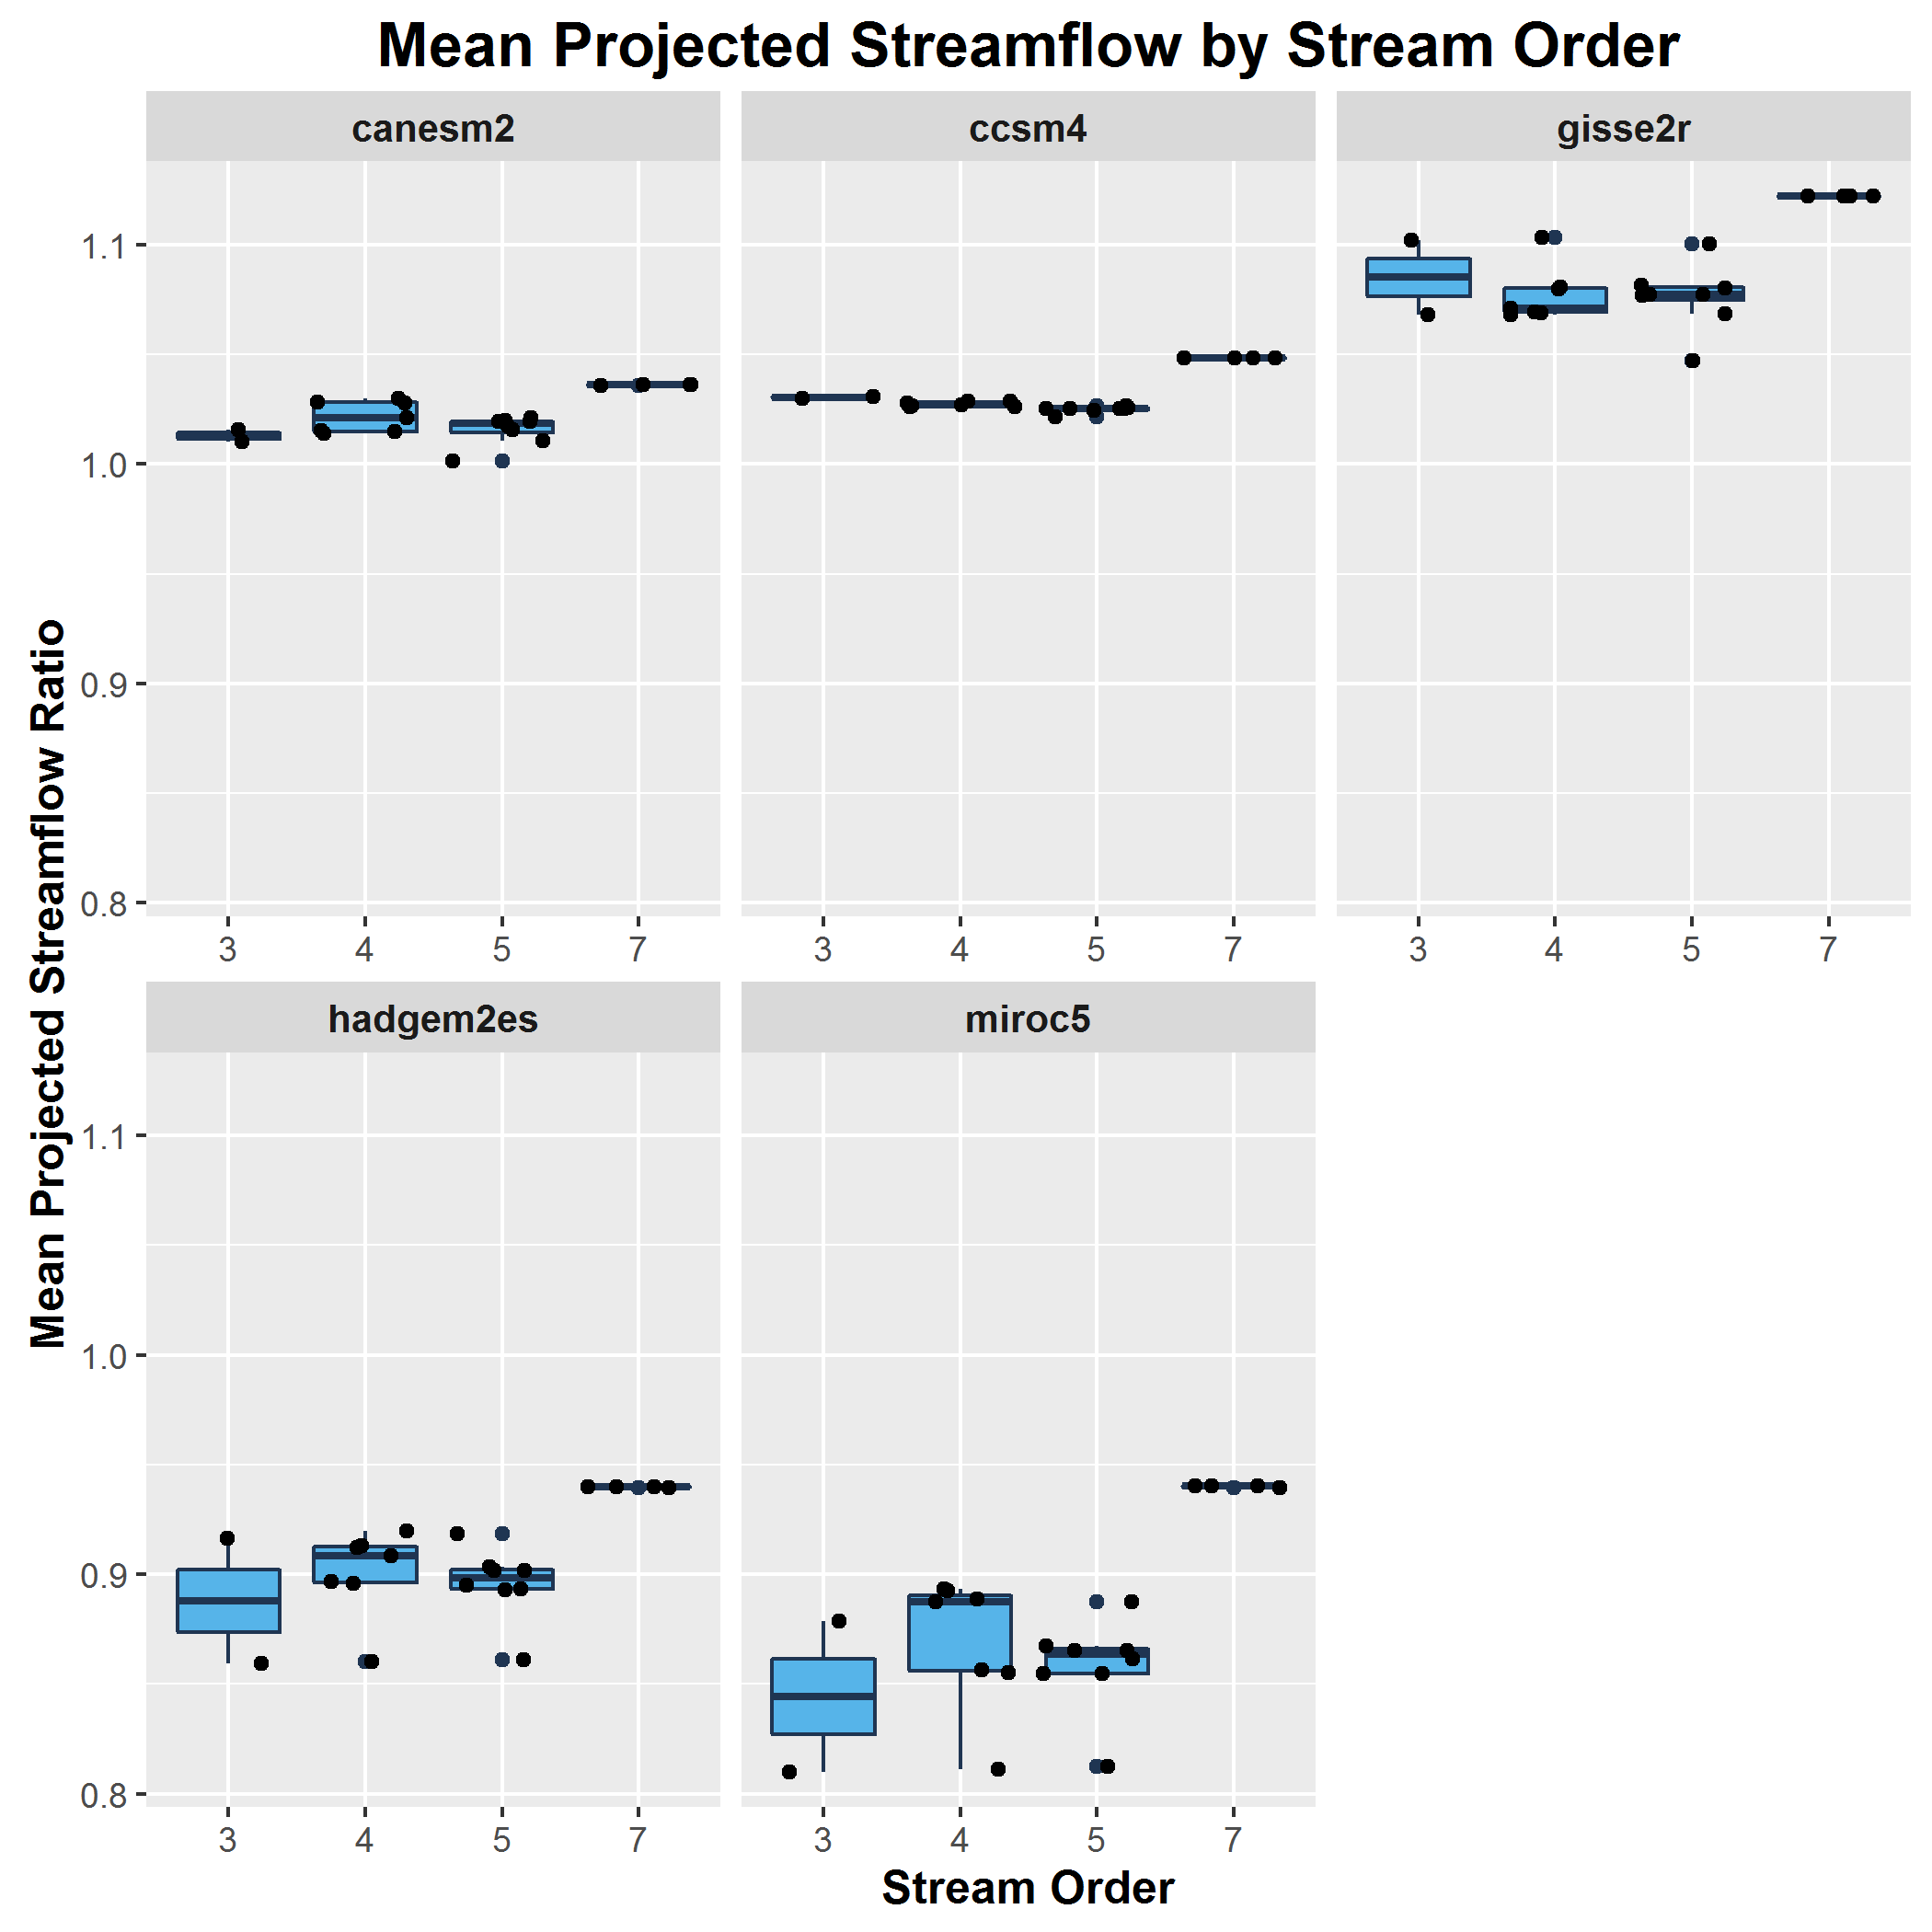 Mean Projected Streamflow by Stream Order
canesm2 ccsm4 gisse2r
1.1
1.0
0.9
0.8
3 4 5 7 3 4 5 7 3 4 5 7
Mean Projected Streamflow Ratio
hadgem2es miroc5
1.1
1.0
0.9
0.8
3 4 5 7 3 4 5 7
Stream Order